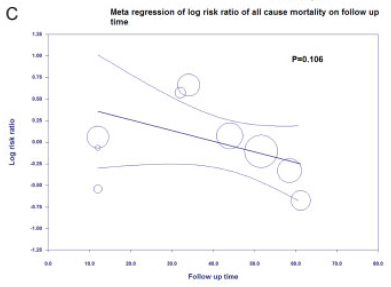 C
Meta regression of log risk ratio of all cause mortality on follow up
time
P=0.106
Log risk ratio
1.25
1.00
0.75
0.50
0.25
0.00
-0.25
-0.50
-0.75
-1.00
-1.25
0.0 10.0 20.0 30.0 40.0 50.0 60.0 70.0 80.0
Follow up time